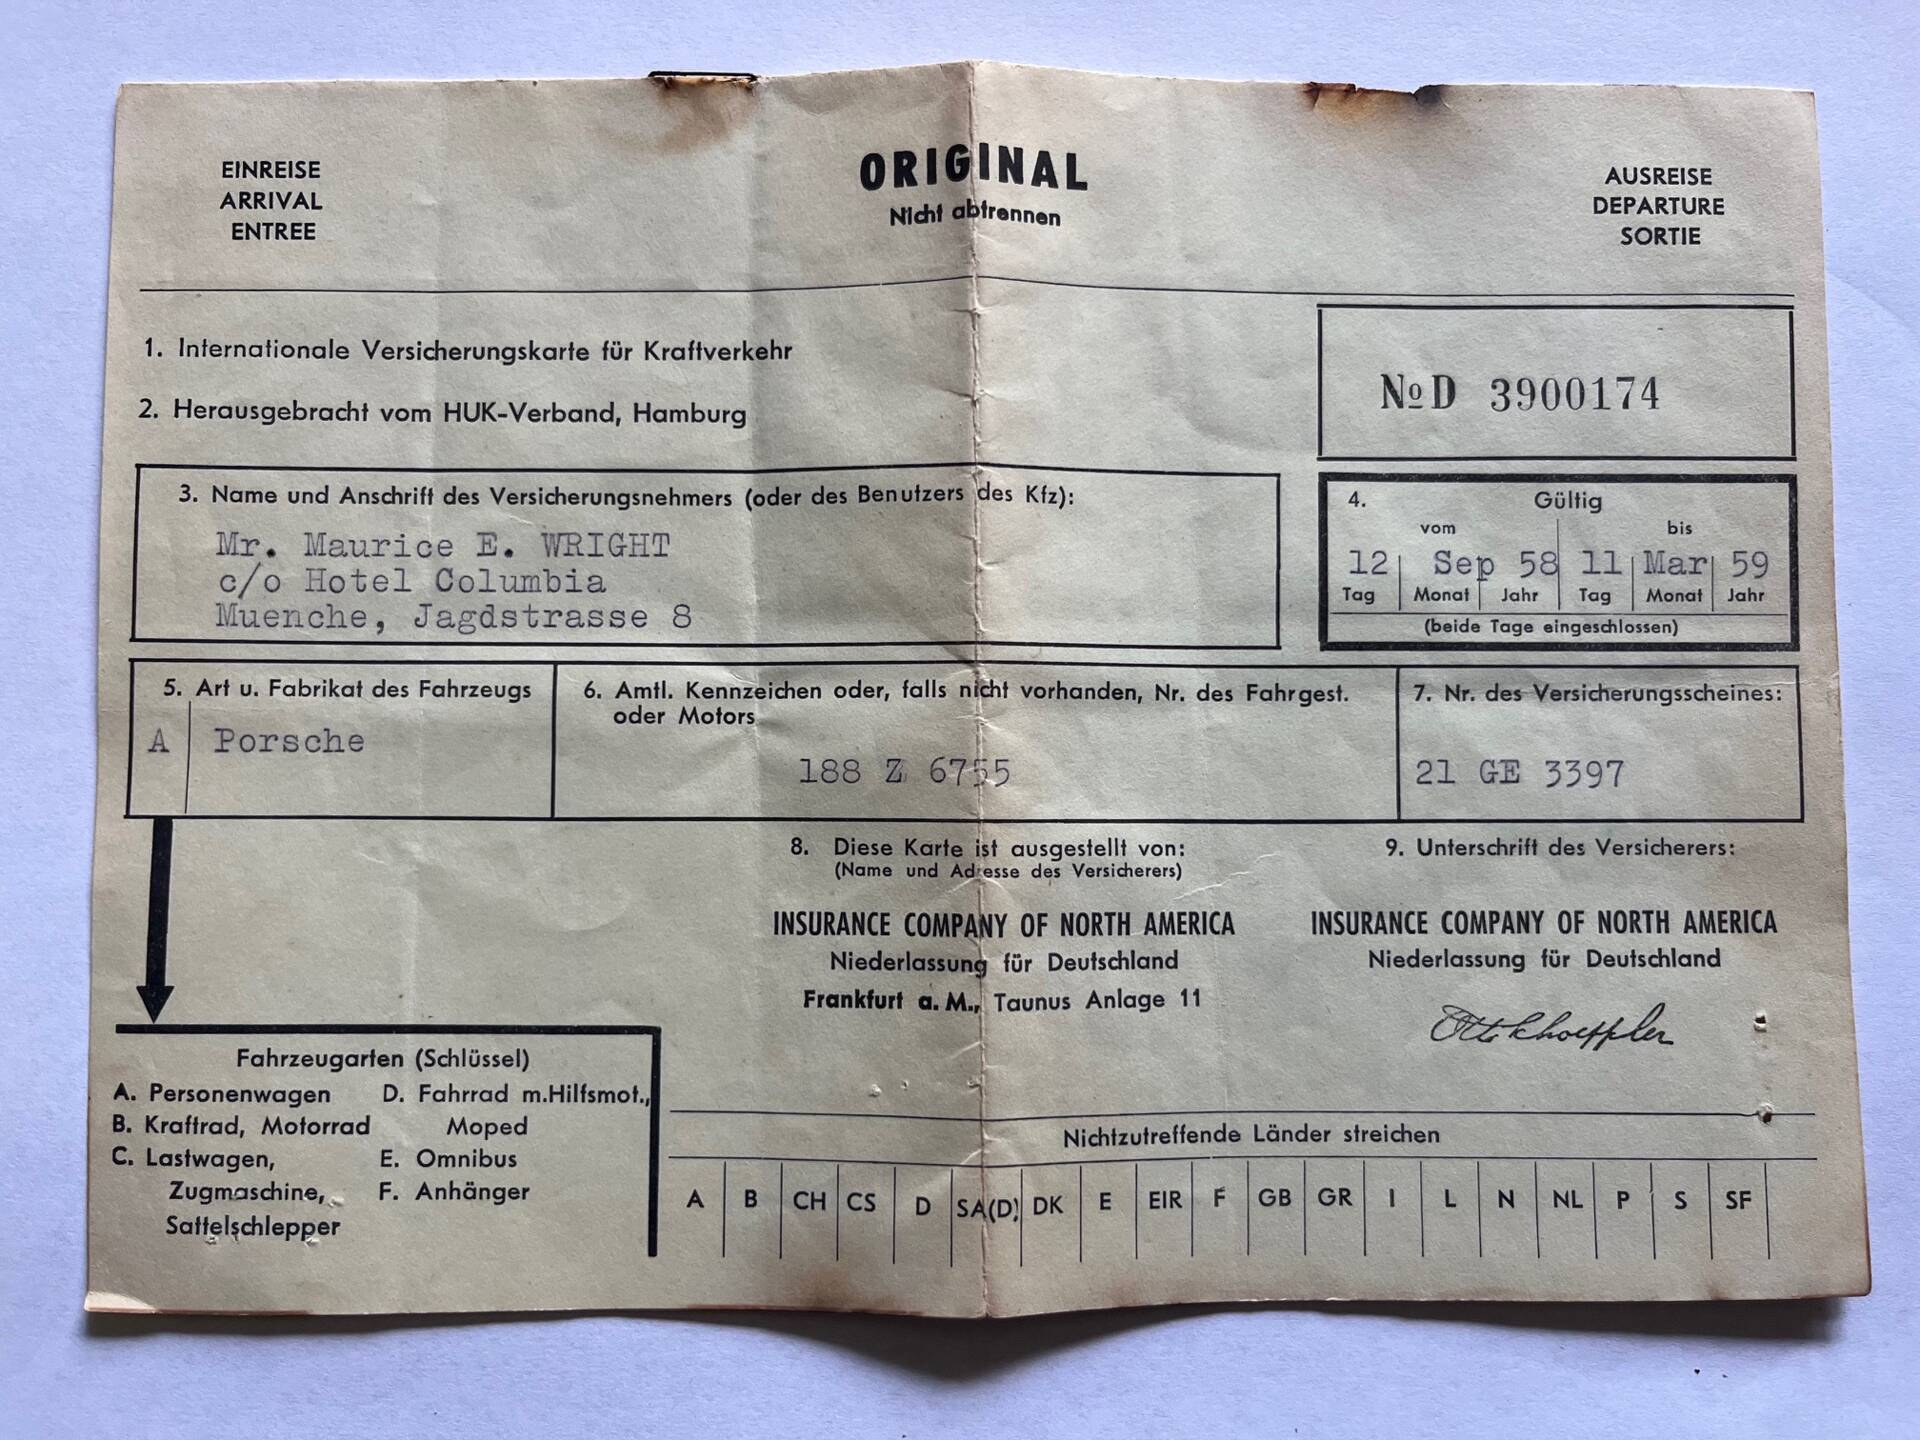 EINREISE
ARRIVAL
ENTREE
ORIGINAL
Nicht abtrennen
AUSREISE
DEPARTURE
SORTIE
1. Internationale Versicherungskarte für Kraftverkehr
2. Herausgebracht vom HUK-Verband, Hamburg
No D 3900174
3. Name und Anschrift des Versicherungsnehmers (oder des Benutzers des Kfz):
Mr. Maurice E. WRIGHT
c/o Hotel Columbia
Muenche, Jagdstrasse 8
4. Gültig
vom bis
12 Sep 58 11 Mar 59
Tag Monat Jahr Tag Monat Jahr
(beide Tage eingeschlossen)
5. Art u. Fabrikat des Fahrzeugs
A Porsche
6. Amtl. Kennzeichen oder, falls nicht vorhanden, Nr. des Fahrgest.
oder Motors
188 Z 6755
7. Nr. des Versicherungsscheines:
21 GE 3397
8. Diese Karte ist ausgestellt von:
(Name und Adresse des Versicherers)
INSURANCE COMPANY OF NORTH AMERICA
Niederlassung für Deutschland
Frankfurt a. M., Taunus Anlage 11
9. Unterschrift des Versicherers:
INSURANCE COMPANY OF NORTH AMERICA
Niederlassung für Deutschland
Fahrzeugarten (Schlüssel)
A. Personenwagen D. Fahrrad m.Hilfsmot.,
B. Kraftrad, Motorrad Moped
C. Lastwagen, E. Omnibus
Zugmaschine, F. Anhänger
Sattelschlepper
Nichtzutreffende Länder streichen
A B CH CS D SA(D) DK E EIR F GB GR I L N NL P S SF